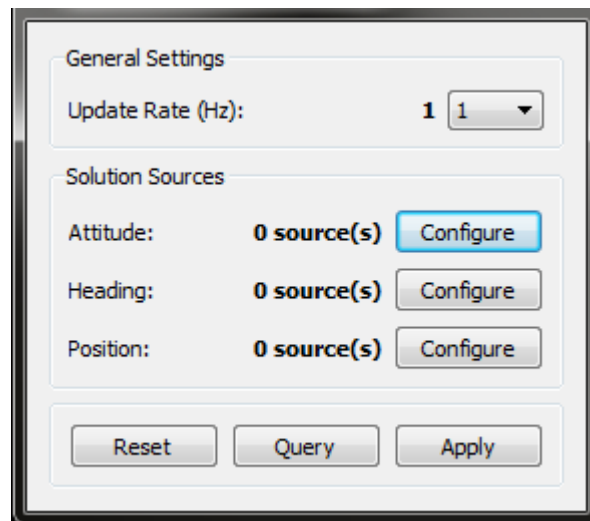 General Settings
Update Rate (Hz): 1 1
Solution Sources
Attitude: 0 source(s) Configure
Heading: 0 source(s) Configure
Position: 0 source(s) Configure
Reset Query Apply